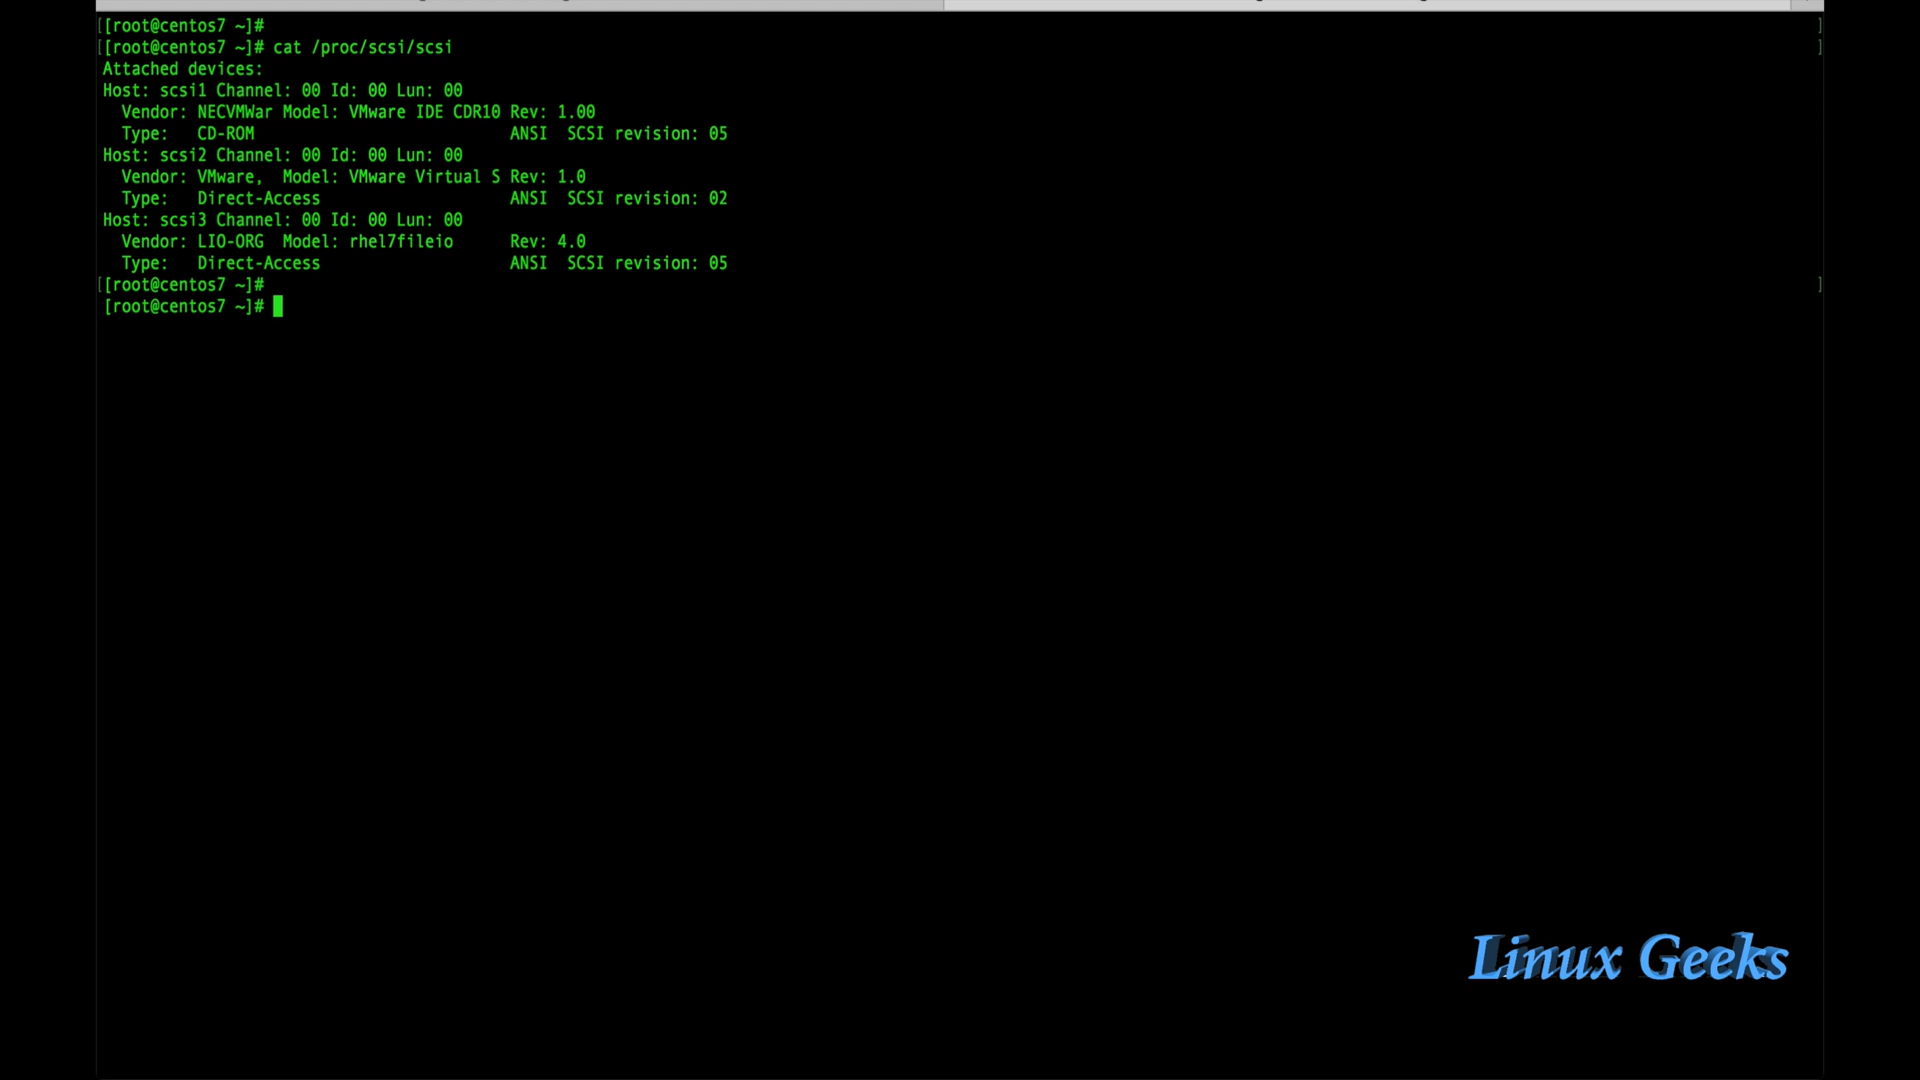 [[root@centos7 ~]# ]
[[root@centos7 ~]# cat /proc/scsi/scsi ]
Attached devices:
Host: scsi1 Channel: 00 Id: 00 Lun: 00
  Vendor: NECVMWar Model: VMware IDE CDR10 Rev: 1.00
  Type:   CD-ROM                           ANSI  SCSI revision: 05
Host: scsi2 Channel: 00 Id: 00 Lun: 00
  Vendor: VMware,  Model: VMware Virtual S Rev: 1.0
  Type:   Direct-Access                    ANSI  SCSI revision: 02
Host: scsi3 Channel: 00 Id: 00 Lun: 00
  Vendor: LIO-ORG  Model: rhel7fileio      Rev: 4.0
  Type:   Direct-Access                    ANSI  SCSI revision: 05
[[root@centos7 ~]# ]
[root@centos7 ~]#
Linux Geeks